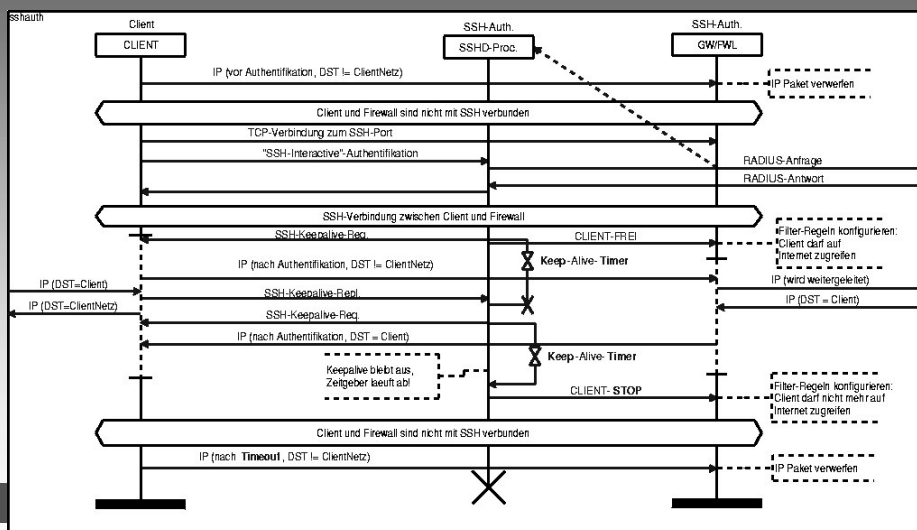 sshauth
Client
SSH-Auth.
SSH-Auth.
CLIENT
SSHD-Proc.
GW/FWL
IP (vor Authentifikation, DST != ClientNetz)
IP Paket verwerfen
Client und Firewall sind nicht mit SSH verbunden
TCP-Verbindung zum SSH-Port
"SSH-Interactive"-Authentifikation
RADIUS-Anfrage
RADIUS-Antwort
SSH-Verbindung zwischen Client und Firewall
SSH-Keepalive-Req.
CLIENT-FREI
Filter-Regeln konfigurieren:
Client darf auf
Internet zugreifen
Keep-Alive-Timer
IP (nach Authentifikation, DST != ClientNetz)
IP (DST=Client)
IP (wird weitergeleitet)
SSH-Keepalive-Repl.
IP (DST=ClientNetz)
IP (DST = Client)
SSH-Keepalive-Req.
IP (nach Authentifikation, DST = Client)
Keep-Alive-Timer
Keepalive bleibt aus,
Zeitgeber laeuft ab!
CLIENT- STOP
Filter-Regeln konfigurieren:
Client darf nicht mehr auf
Internet zugreifen
Client und Firewall sind nicht mit SSH verbunden
IP (nach Timeout , DST != ClientNetz)
IP Paket verwerfen